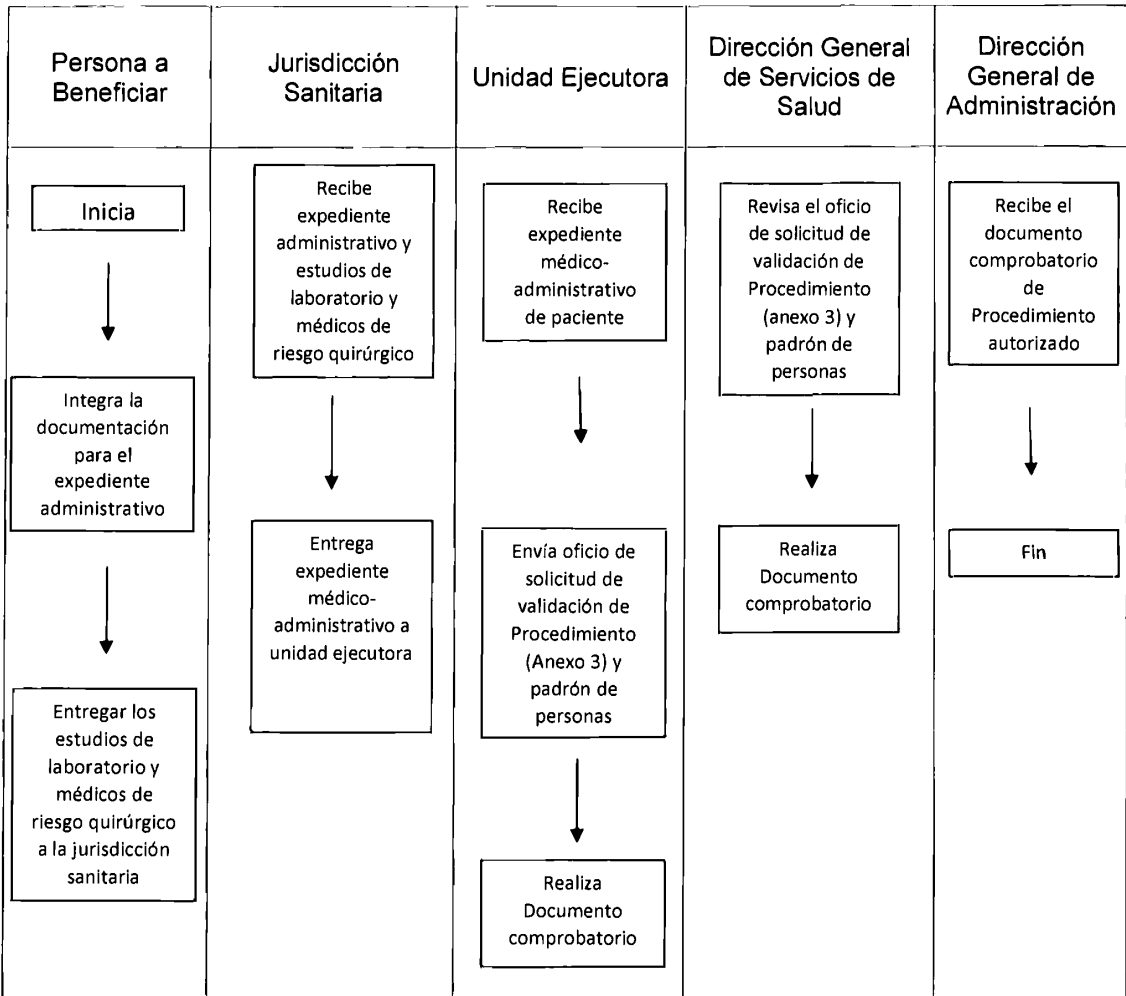 Persona a
Beneficiar
Jurisdicción
Sanitaria
Unidad Ejecutora
Dirección General
de Servicios de
Salud
Dirección
General de
Administración
Inicia
Integra la
documentación
para el
expediente
administrativo
Entregar los
estudios de
laboratorio y
médicos de
riesgo quirúrgico
a la jurisdicción
sanitaria
Recibe
expediente
administrativo y
estudios de
laboratorio y
médicos de
riesgo quirúrgico
Entrega
expediente
médico-
administrativo a
unidad ejecutora
Recibe
expediente
médico-
administrativo
de paciente
Envía oficio de
solicitud de
validación de
Procedimiento
(Anexo 3) y
padrón de
personas
Realiza
Documento
comprobatorio
Revisa el oficio
de solicitud de
validación de
Procedimiento
(anexo 3) y
padrón de
personas
Realiza
Documento
comprobatorio
Recibe el
documento
comprobatorio
de
Procedimiento
autorizado
Fin